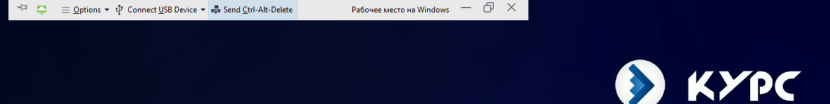 Options Connect USB Device Send Ctrl-Alt-Delete Рабочее место на Windows
КУРС